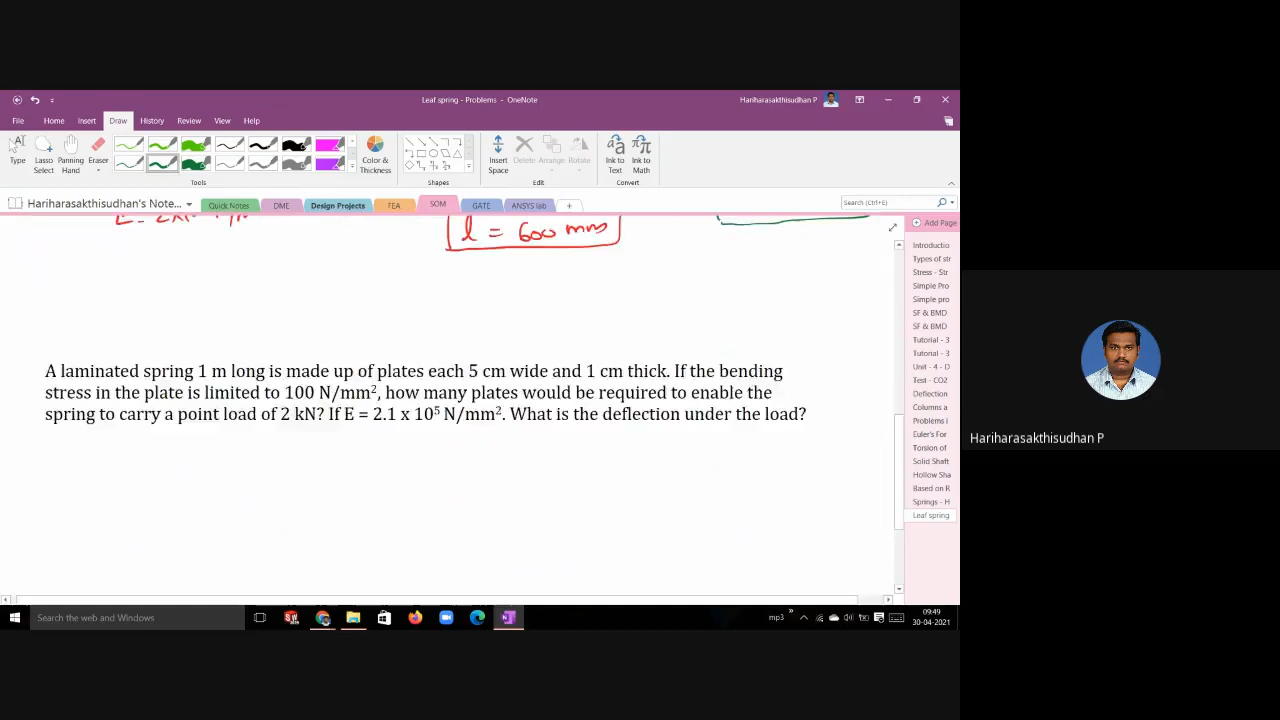 Leaf spring - Problems - OneNote
Hariharasakthisudhan P
File Home Insert Draw History Review View Help
Type
Lasso Select
Panning Hand
Eraser
Color & Thickness
Insert Space
Delete
Arrange
Rotate
Ink to Text
Ink to Math
Tools
Shapes
Edit
Convert
Hariharasakthisudhan's Note...
Quick Notes DME Design Projects FEA SOM GATE ANSYS lab
Search (Ctrl+E)
Add Page
l = 600 mm
A laminated spring 1 m long is made up of plates each 5 cm wide and 1 cm thick. If the bending
stress in the plate is limited to 100 N/mm², how many plates would be required to enable the
spring to carry a point load of 2 kN? If E = 2.1 x 10⁵ N/mm². What is the deflection under the load?
Introductio
Types of str
Stress - Str
Simple Pro
Simple pro
SF & BMD
SF & BMD
Tutorial - 3
Tutorial - 3
Unit - 4 - D
Test - CO2
Deflection
Columns a
Problems i
Euler's For
Torsion of
Solid Shaft
Hollow Sha
Based on R
Springs - H
Leaf spring
Hariharasakthisudhan P
Search the web and Windows
mp3
09:49
30-04-2021